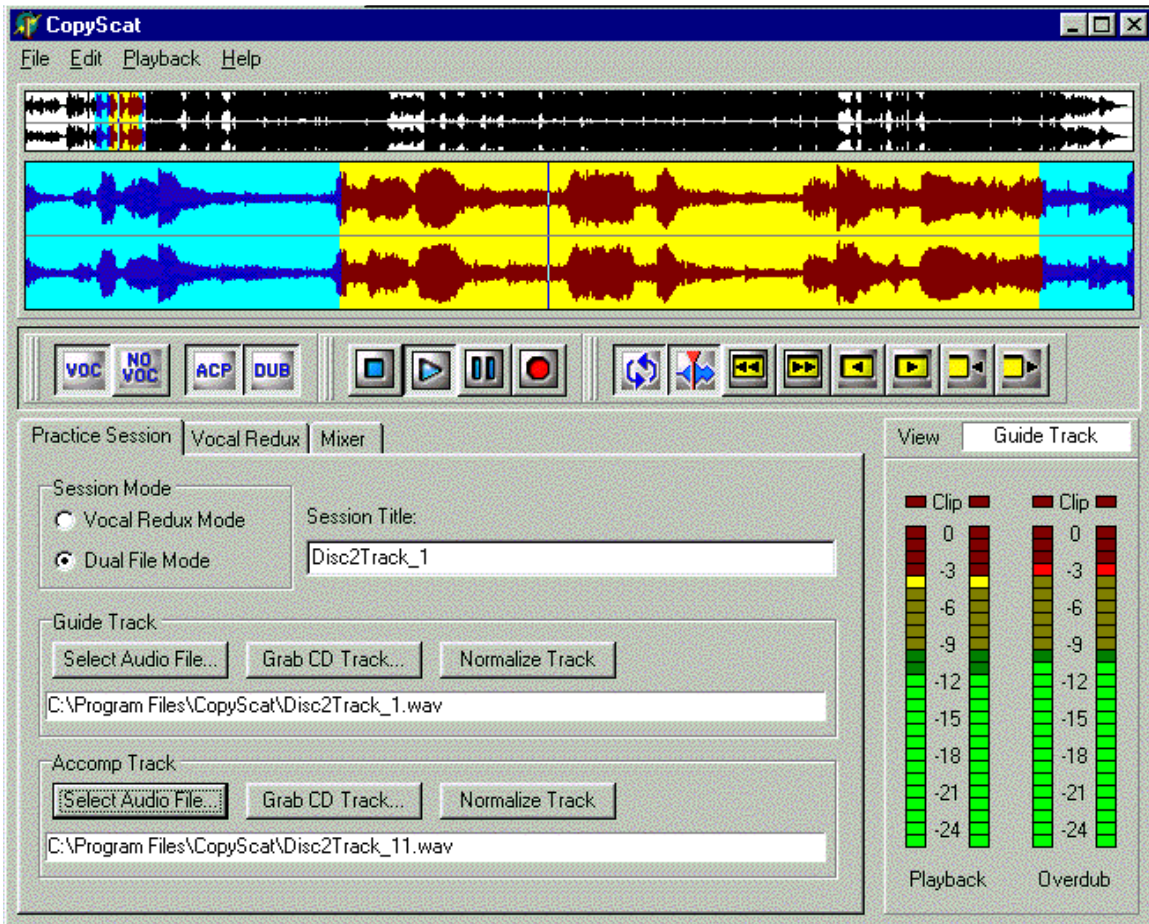 CopyScat
File Edit Playback Help
VOC NO VOC ACP DUB
Practice Session Vocal Redux Mixer
View Guide Track
Session Mode
Vocal Redux Mode
Dual File Mode
Session Title:
Disc2Track_1
Guide Track
Select Audio File... Grab CD Track... Normalize Track
C:\Program Files\CopyScat\Disc2Track_1.wav
Accomp Track
Select Audio File... Grab CD Track... Normalize Track
C:\Program Files\CopyScat\Disc2Track_11.wav
Clip Clip
0 0
-3 -3
-6 -6
-9 -9
-12 -12
-15 -15
-18 -18
-21 -21
-24 -24
Playback Overdub